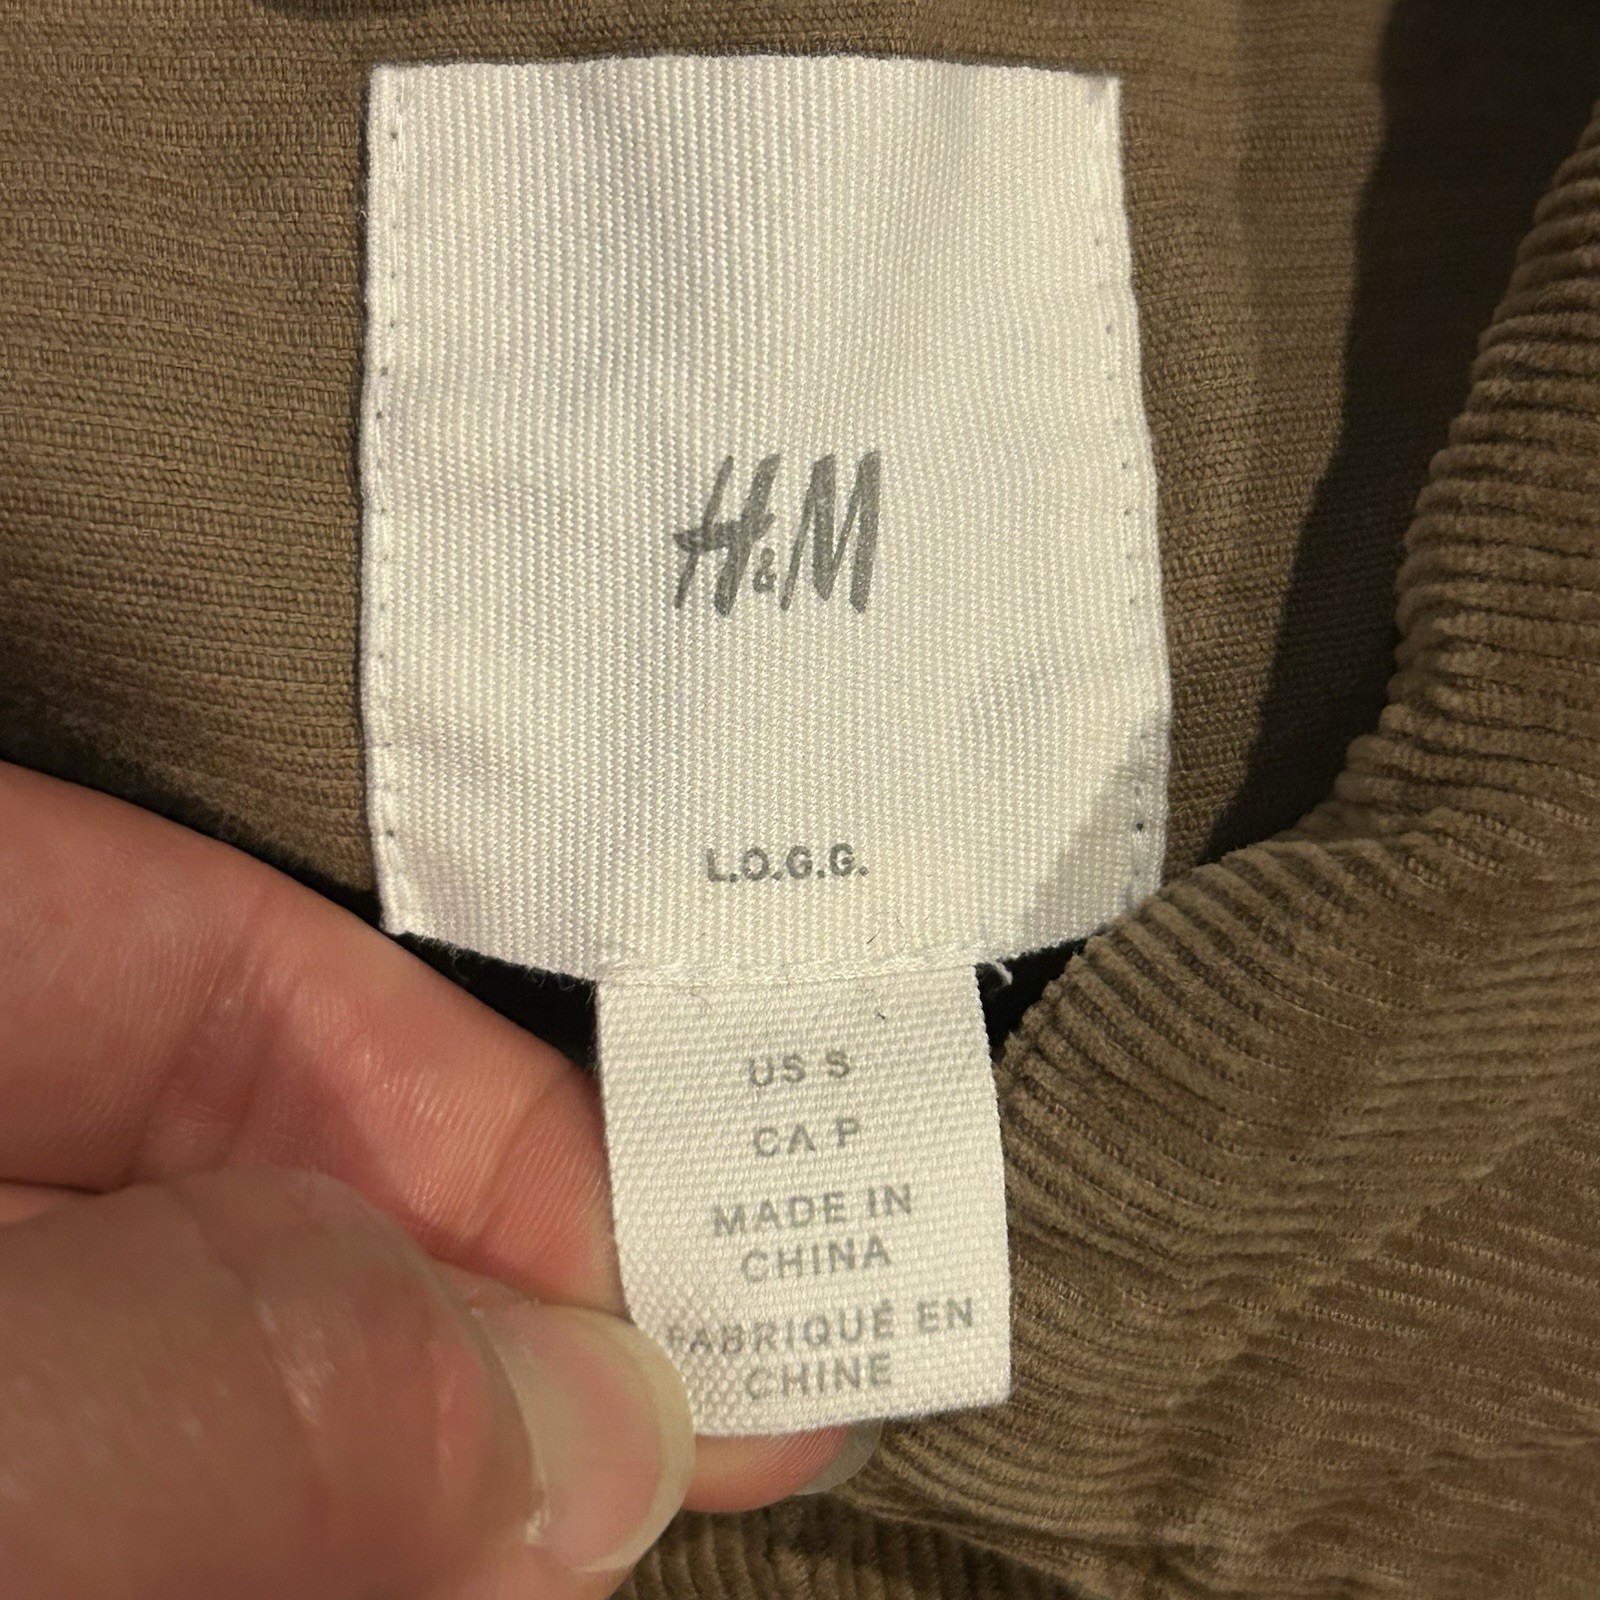 H&M
L.O.G.G.
US S
CA P
MADE IN
CHINA
FABRIQUÉ EN
CHINE